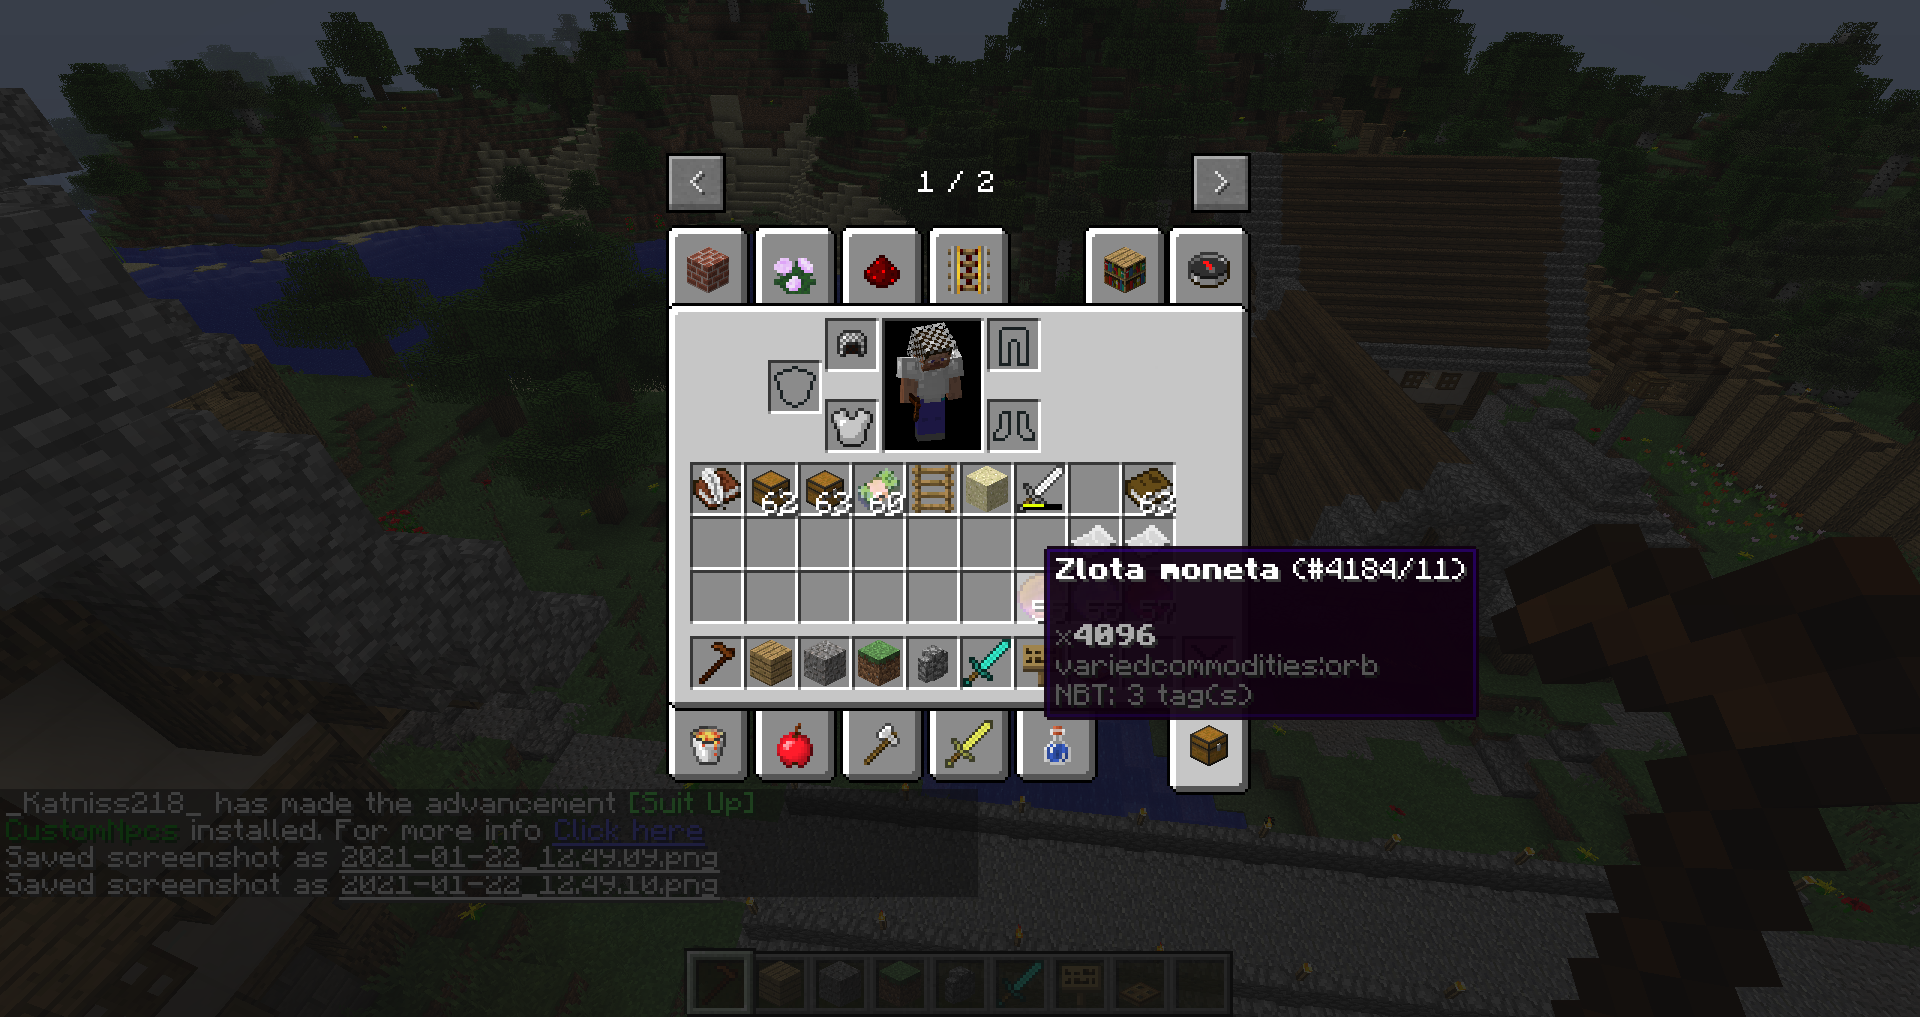 1 / 2
62
63
60
63
Zlota moneta (#4184/11)
x4096
variedcommodities:orb
NBT: 3 tag(s)
_Katniss218_ has made the advancement [Suit Up]
CustomNpcs installed. For more info Click here
Saved screenshot as 2021-01-22_12.49.09.png
Saved screenshot as 2021-01-22_12.49.10.png